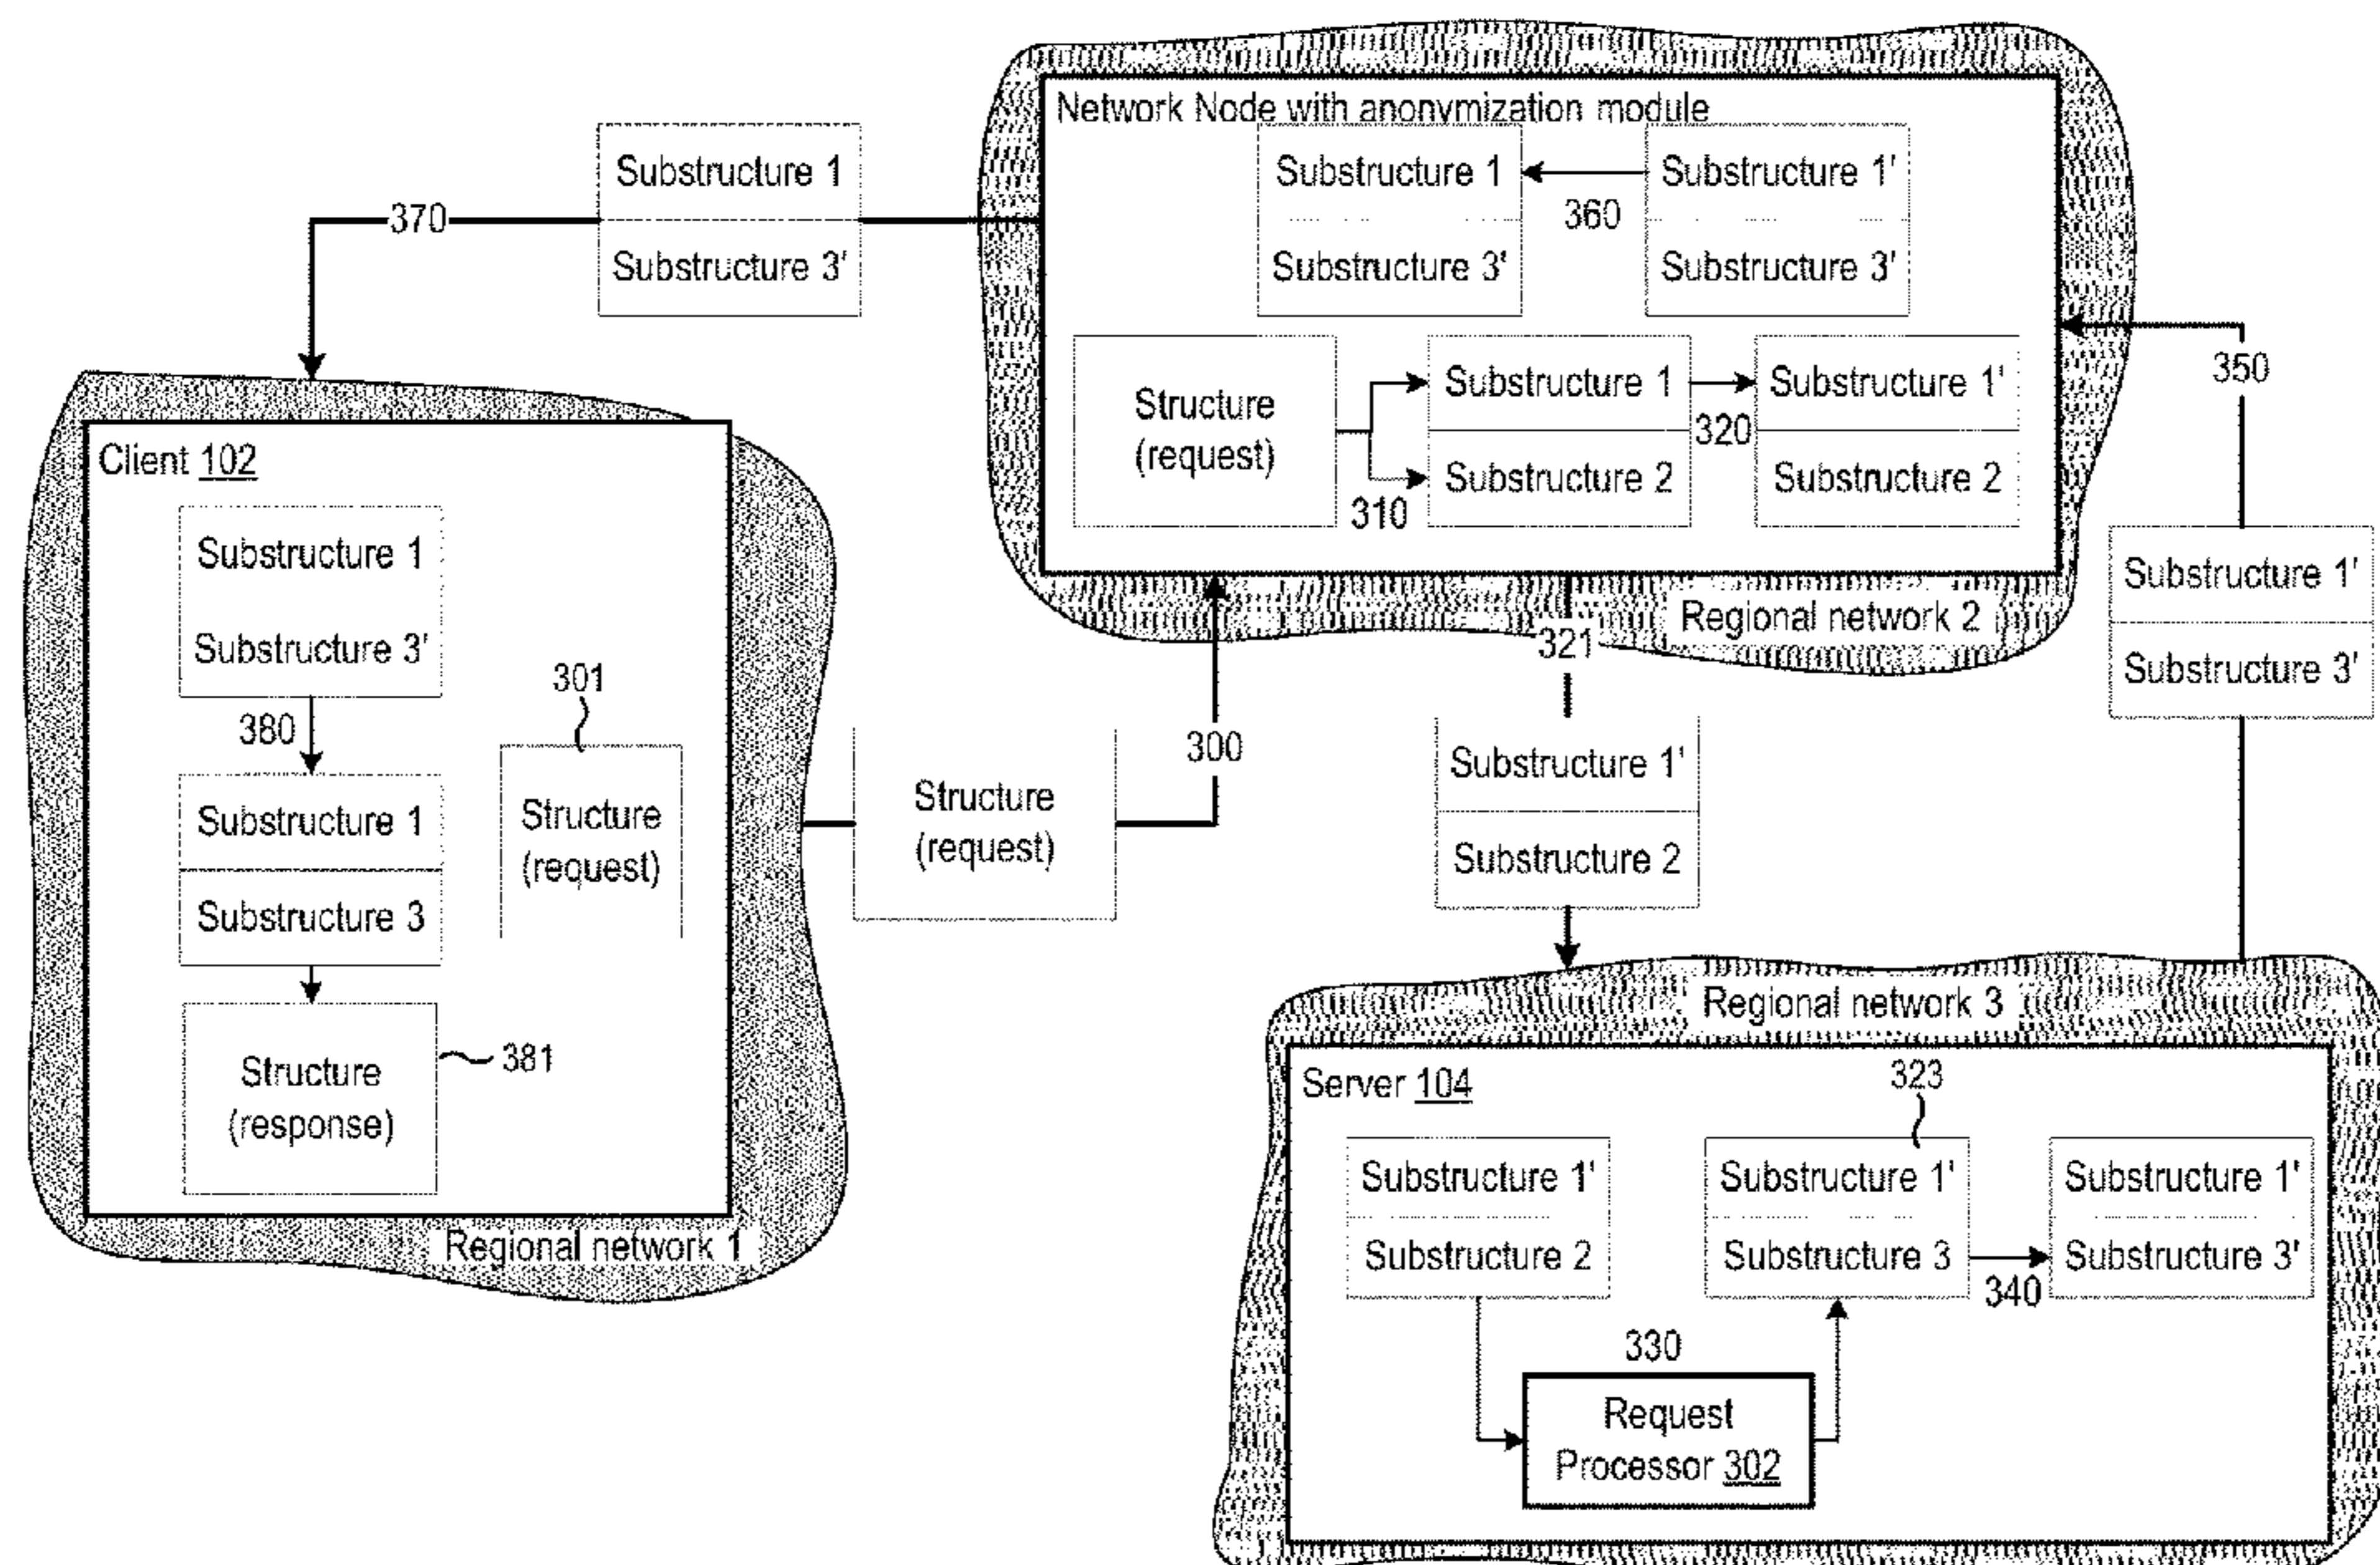 Network Node with anonymization module
Substructure 1
Substructure 3'
360
Substructure 1'
Substructure 3'
Structure
(request)
310
Substructure 1
Substructure 2
320
Substructure 1'
Substructure 2
Regional network 2
370
Substructure 1
Substructure 3'
350
Substructure 1'
Substructure 3'
Client 102
Substructure 1
Substructure 3'
380
Substructure 1
Substructure 3
Structure
(response)
381
301
Structure
(request)
Regional network 1
Structure
(request)
300
321
Substructure 1'
Substructure 2
Regional network 3
Server 104
Substructure 1'
Substructure 2
330
Request
Processor 302
323
Substructure 1'
Substructure 3
340
Substructure 1'
Substructure 3'